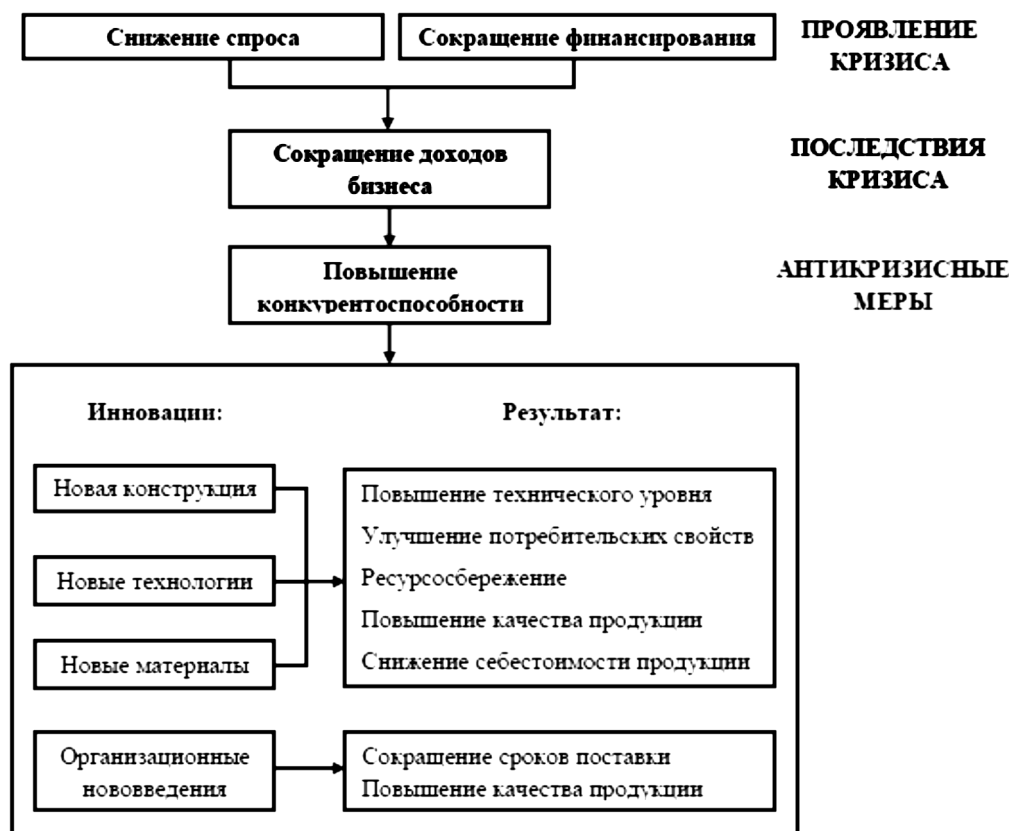 Снижение спроса
Сокращение финансирования
ПРОЯВЛЕНИЕ
КРИЗИСА
Сокращение доходов
бизнеса
ПОСЛЕДСТВИЯ
КРИЗИСА
Повышение
конкурентоспособности
АНТИКРИЗИСНЫЕ
МЕРЫ
Инновации:
Результат:
Новая конструкция
Новые технологии
Новые материалы
Повышение технического уровня
Улучшение потребительских свойств
Ресурсосбережение
Повышение качества продукции
Снижение себестоимости продукции
Организационные
нововведения
Сокращение сроков поставки
Повышение качества продукции